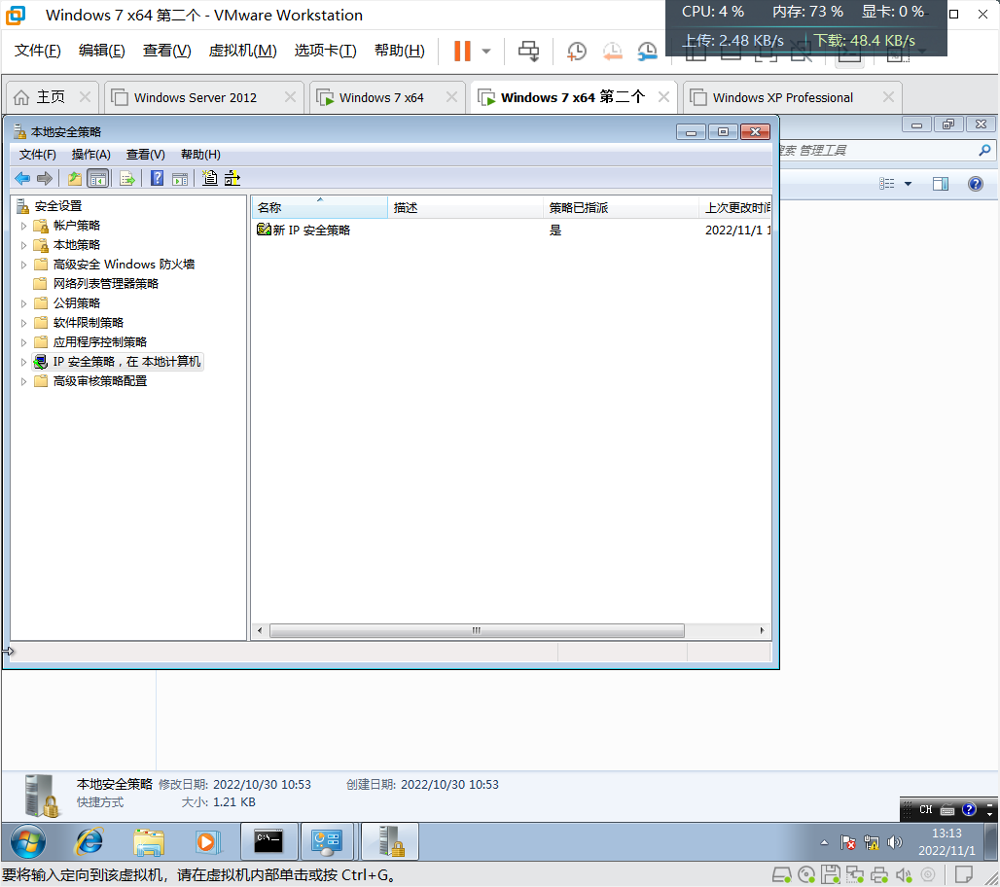 Windows 7 x64 第二个 - VMware Workstation
CPU: 4 % 内存: 73 % 显卡: 0 %
上传: 2.48 KB/s 下载: 48.4 KB/s
文件(F) 编辑(E) 查看(V) 虚拟机(M) 选项卡(T) 帮助(H)
主页 Windows Server 2012 Windows 7 x64 Windows 7 x64 第二个 Windows XP Professional
本地安全策略
文件(F) 操作(A) 查看(V) 帮助(H)
搜索 管理工具
安全设置
帐户策略
本地策略
高级安全 Windows 防火墙
网络列表管理器策略
公钥策略
软件限制策略
应用程序控制策略
IP 安全策略，在 本地计算机
高级审核策略配置
名称 描述 策略已指派 上次更改时间
新 IP 安全策略 是 2022/11/1 1
本地安全策略 修改日期: 2022/10/30 10:53 创建日期: 2022/10/30 10:53
快捷方式 大小: 1.21 KB
CH
C:\
13:13
2022/11/1
要将输入定向到该虚拟机，请在虚拟机内部单击或按 Ctrl+G。